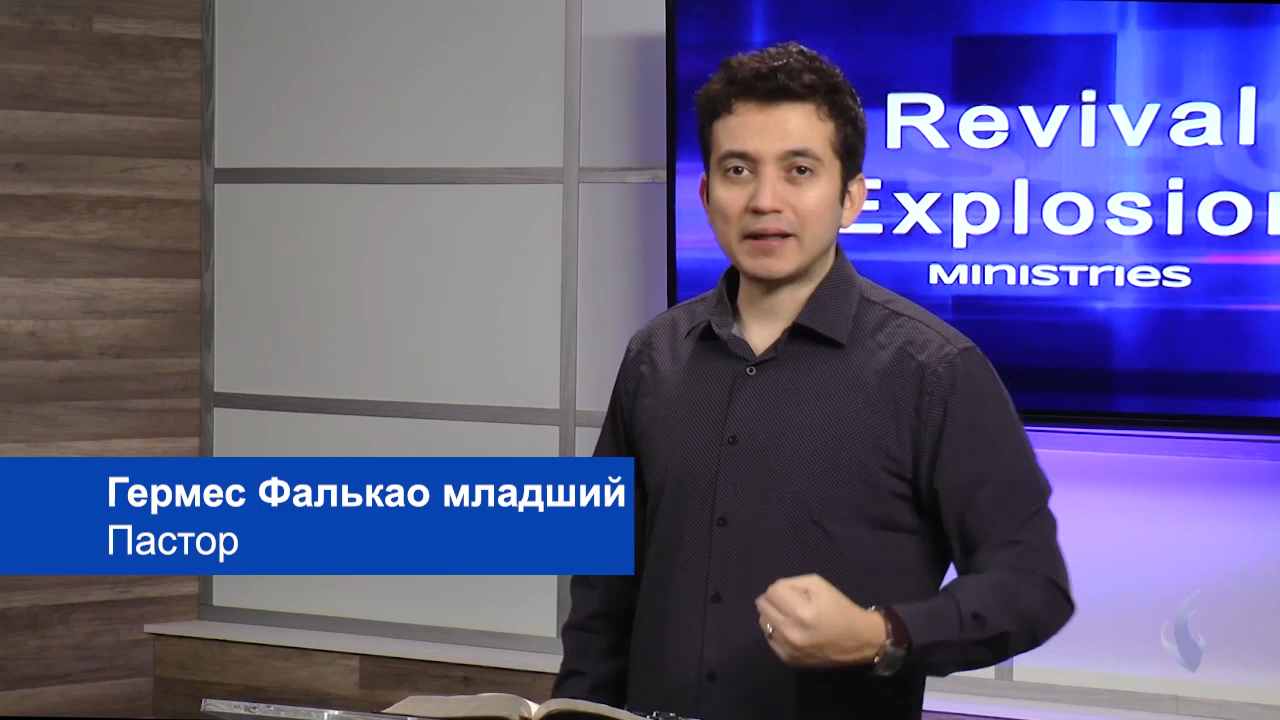 Revival
Explosion
MINISTRIES
Гермес Фалькао младший
Пастор